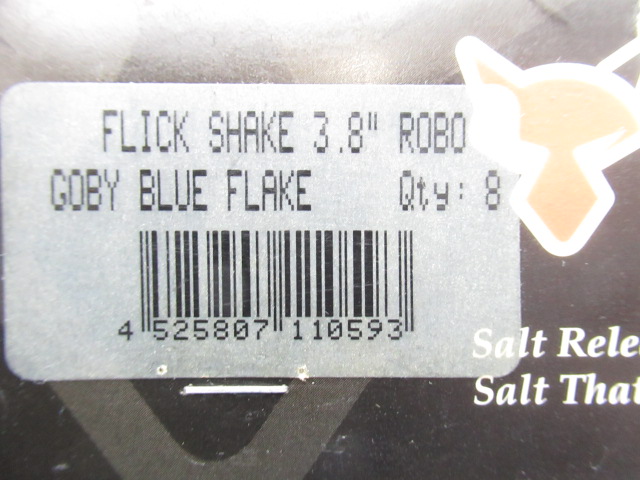 FLICK SHAKE 3.8" ROBO
GOBY BLUE FLAKE Qty: 8
4 525807 110593
Salt Rele
Salt That